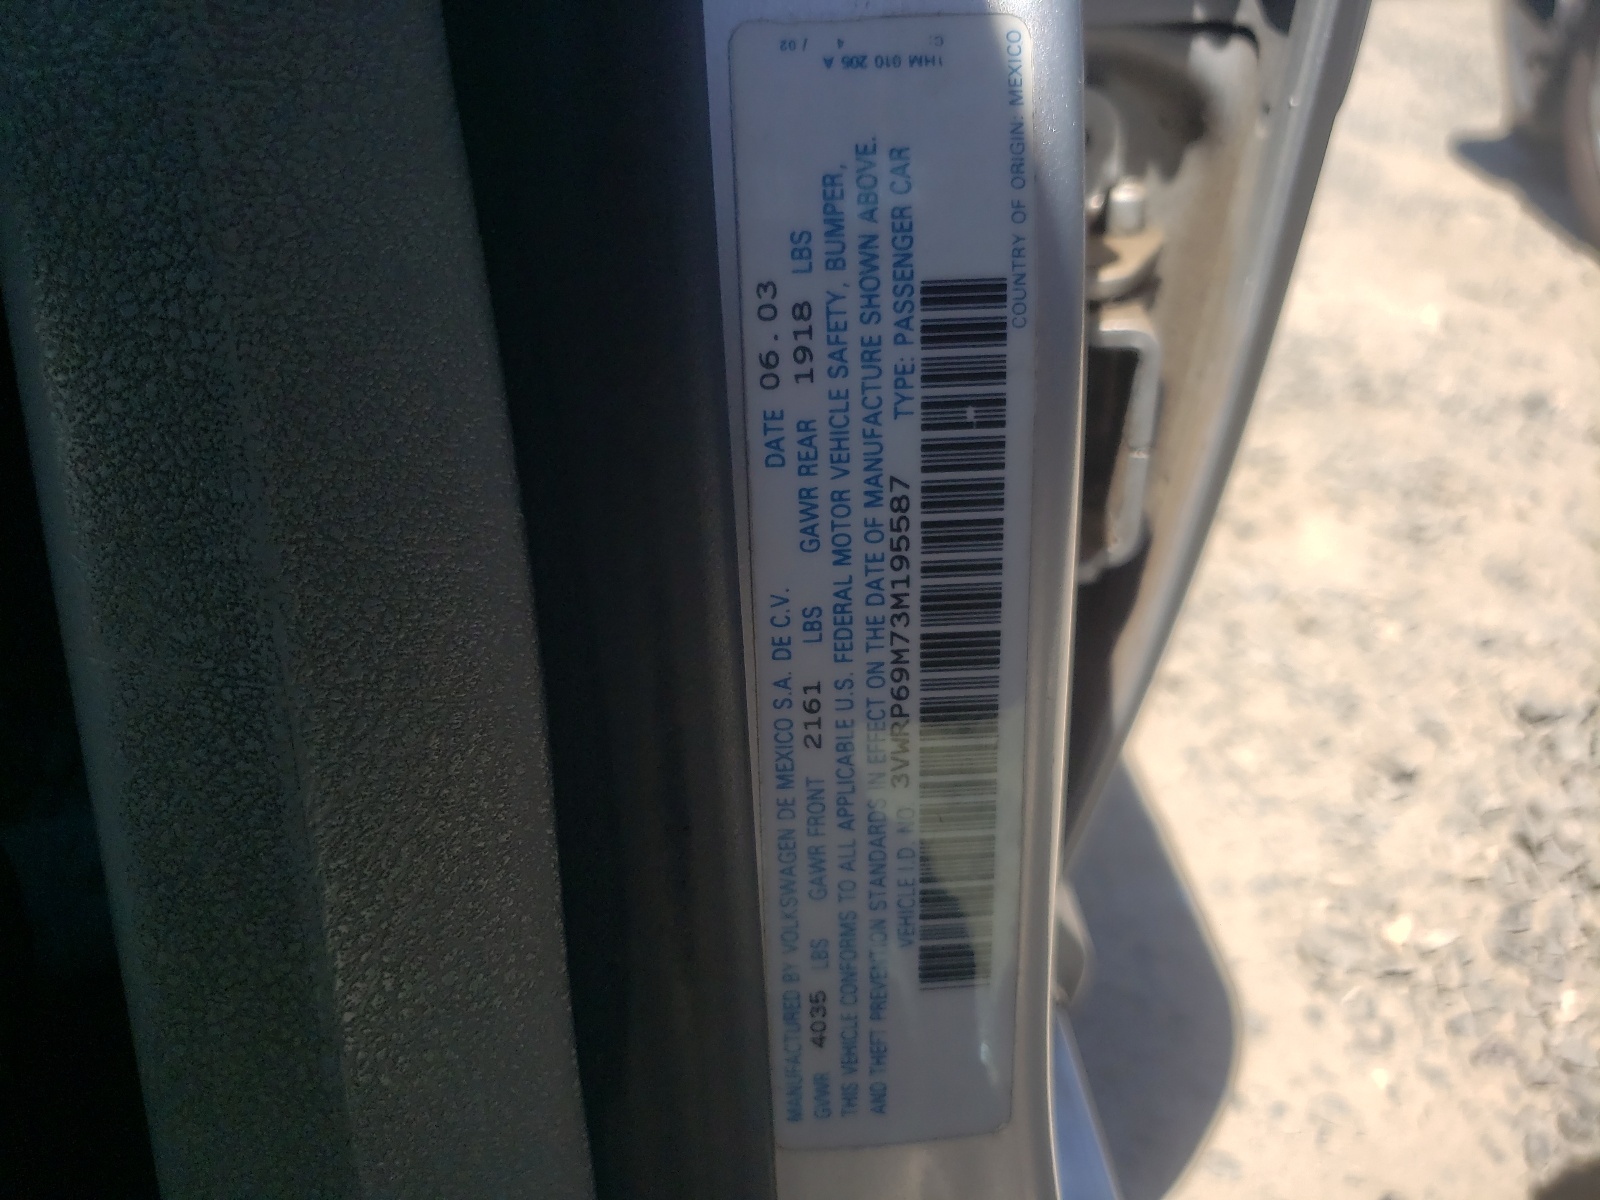 MANUFACTURED BY VOLKSWAGEN DE MEXICO S.A. DE C.V. DATE 06.03
GVWR 4035 LBS GAWR FRONT 2161 LBS GAWR REAR 1918 LBS
THIS VEHICLE CONFORMS TO ALL APPLICABLE U.S. FEDERAL MOTOR VEHICLE SAFETY, BUMPER,
AND THEFT PREVENTION STANDARDS IN EFFECT ON THE DATE OF MANUFACTURE SHOWN ABOVE.
VEHICLE I.D. NO. 3VWRP69M73M195587 TYPE: PASSENGER CAR
COUNTRY OF ORIGIN: MEXICO
1HM 010 205 A
4 / 02